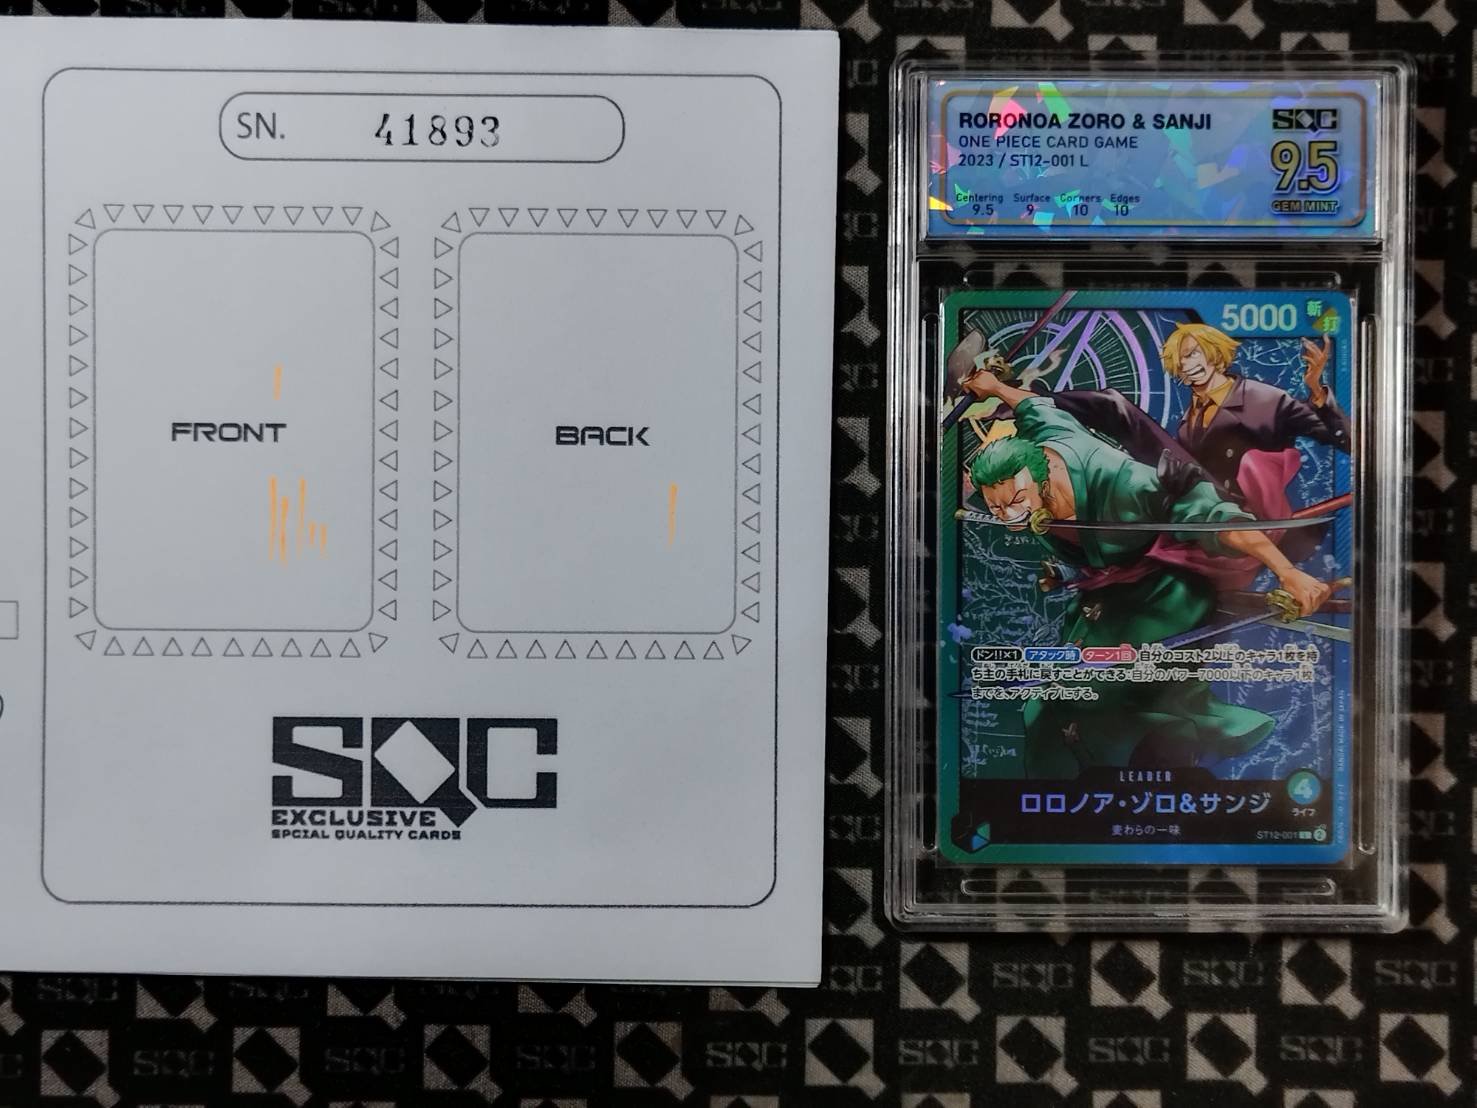 SN. 41893
FRONT
BACK
SQC
EXCLUSIVE
SPCIAL QUALITY CARDS
RORONOA ZORO & SANJI
ONE PIECE CARD GAME
2023 / ST12-001 L
Centering Surface Corners Edges
9.5 9 10 10
SQC
9.5
GEM MINT
5000 斬
打
ドン!!×1 アタック時 ターン1回 自分のコスト2以上のキャラ1枚を持
ち主の手札に戻すことができる:自分のパワー7000以下のキャラ1枚
までを、アクティブにする。
LEADER
ロロノア・ゾロ&サンジ
麦わらの一味
4
ライフ
ST12-001 L 2